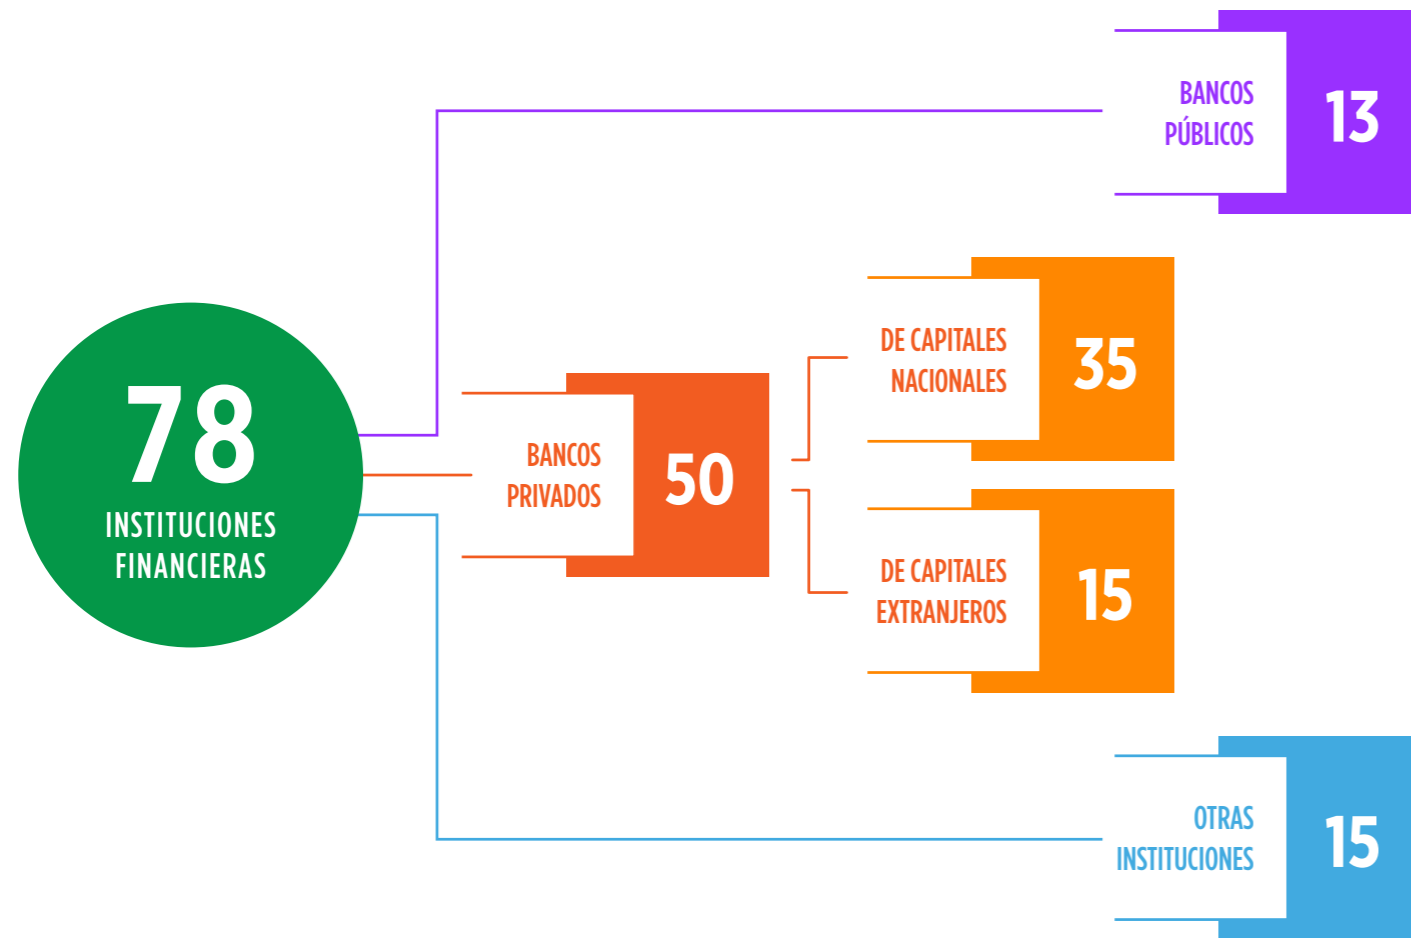 78
INSTITUCIONES
FINANCIERAS
BANCOS
PÚBLICOS
13
BANCOS
PRIVADOS
50
DE CAPITALES
NACIONALES
35
DE CAPITALES
EXTRANJEROS
15
OTRAS
INSTITUCIONES
15